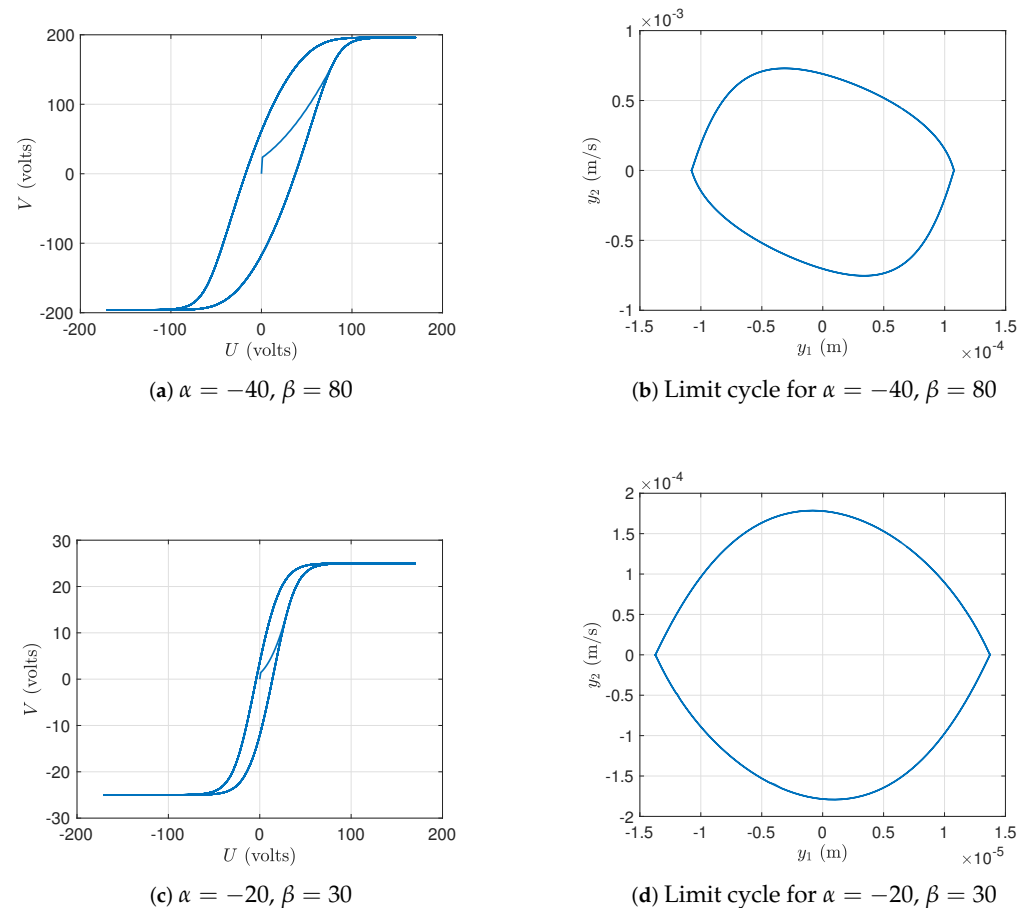 200
100
0
-100
-200
V (volts)
-200 -100 0 100 200
U (volts)
(a) α = −40, β = 80
×10⁻³
1
0.5
0
-0.5
-1
y₂ (m/s)
-1.5 -1 -0.5 0 0.5 1 1.5
y₁ (m)
×10⁻⁴
(b) Limit cycle for α = −40, β = 80
30
20
10
0
-10
-20
-30
V (volts)
-200 -100 0 100 200
U (volts)
(c) α = −20, β = 30
×10⁻⁴
2
1.5
1
0.5
0
-0.5
-1
-1.5
-2
y₂ (m/s)
-1.5 -1 -0.5 0 0.5 1 1.5
y₁ (m)
×10⁻⁵
(d) Limit cycle for α = −20, β = 30